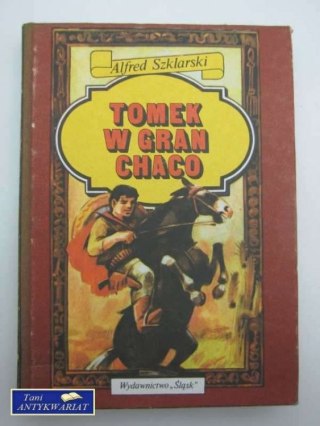 Alfred Szklarski
TOMEK
W GRAN
CHACO
Wydawnictwo „Śląsk"
Tani
ANTYKWARIAT